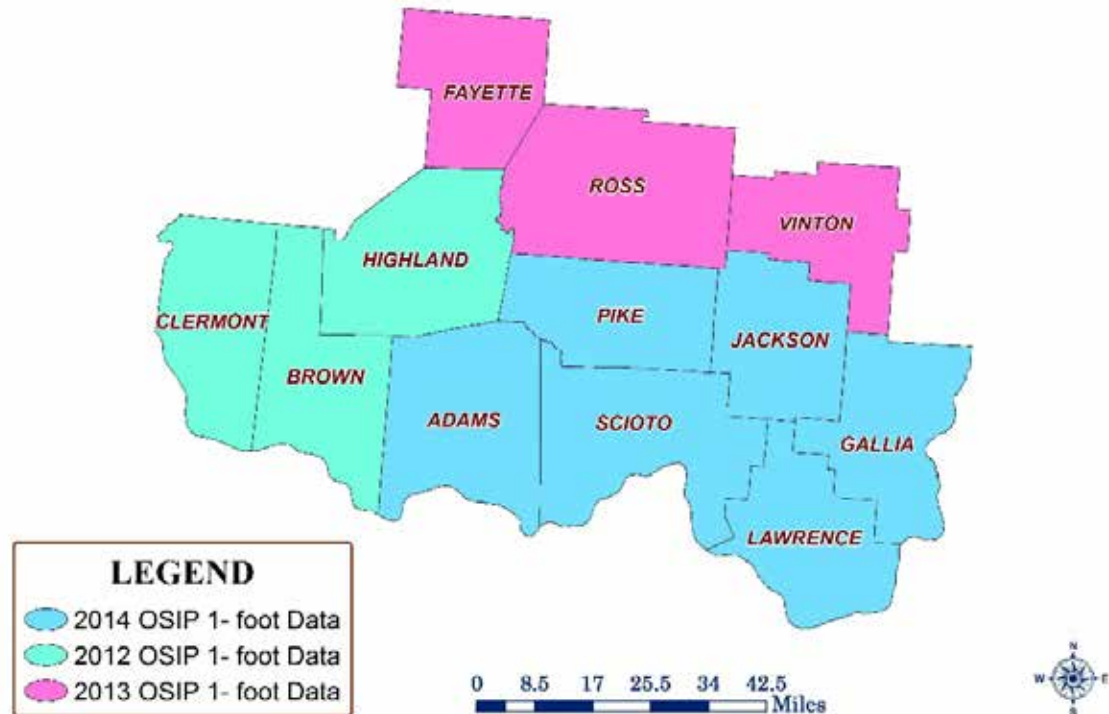 FAYETTE
ROSS
VINTON
HIGHLAND
PIKE
CLERMONT
JACKSON
BROWN
ADAMS
SCIOTO
GALLIA
LAWRENCE
LEGEND
2014 OSIP 1- foot Data
2012 OSIP 1- foot Data
2013 OSIP 1- foot Data
0 8.5 17 25.5 34 42.5
Miles
N
W E
S